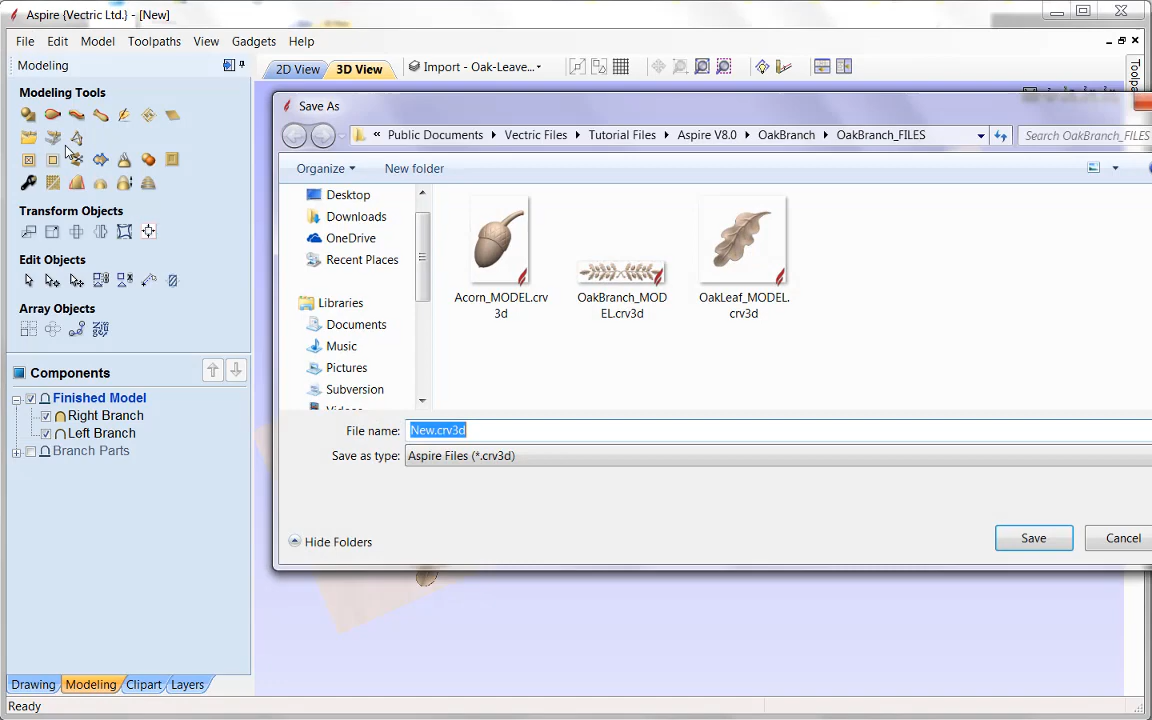 Aspire {Vectric Ltd.} - [New]
File Edit Model Toolpaths View Gadgets Help
Modeling
2D View 3D View Import - Oak-Leave...
Toolpa
Modeling Tools
Transform Objects
Edit Objects
Array Objects
Components
Finished Model
Right Branch
Left Branch
Branch Parts
Drawing Modeling Clipart Layers
Ready
Save As
« Public Documents Vectric Files Tutorial Files Aspire V8.0 OakBranch OakBranch_FILES
Search OakBranch_FILES
Organize New folder
Desktop
Downloads
OneDrive
Recent Places
Libraries
Documents
Music
Pictures
Subversion
Videos
Acorn_MODEL.crv
3d
OakBranch_MOD
EL.crv3d
OakLeaf_MODEL.
crv3d
File name: New.crv3d
Save as type: Aspire Files (*.crv3d)
Hide Folders
Save Cancel